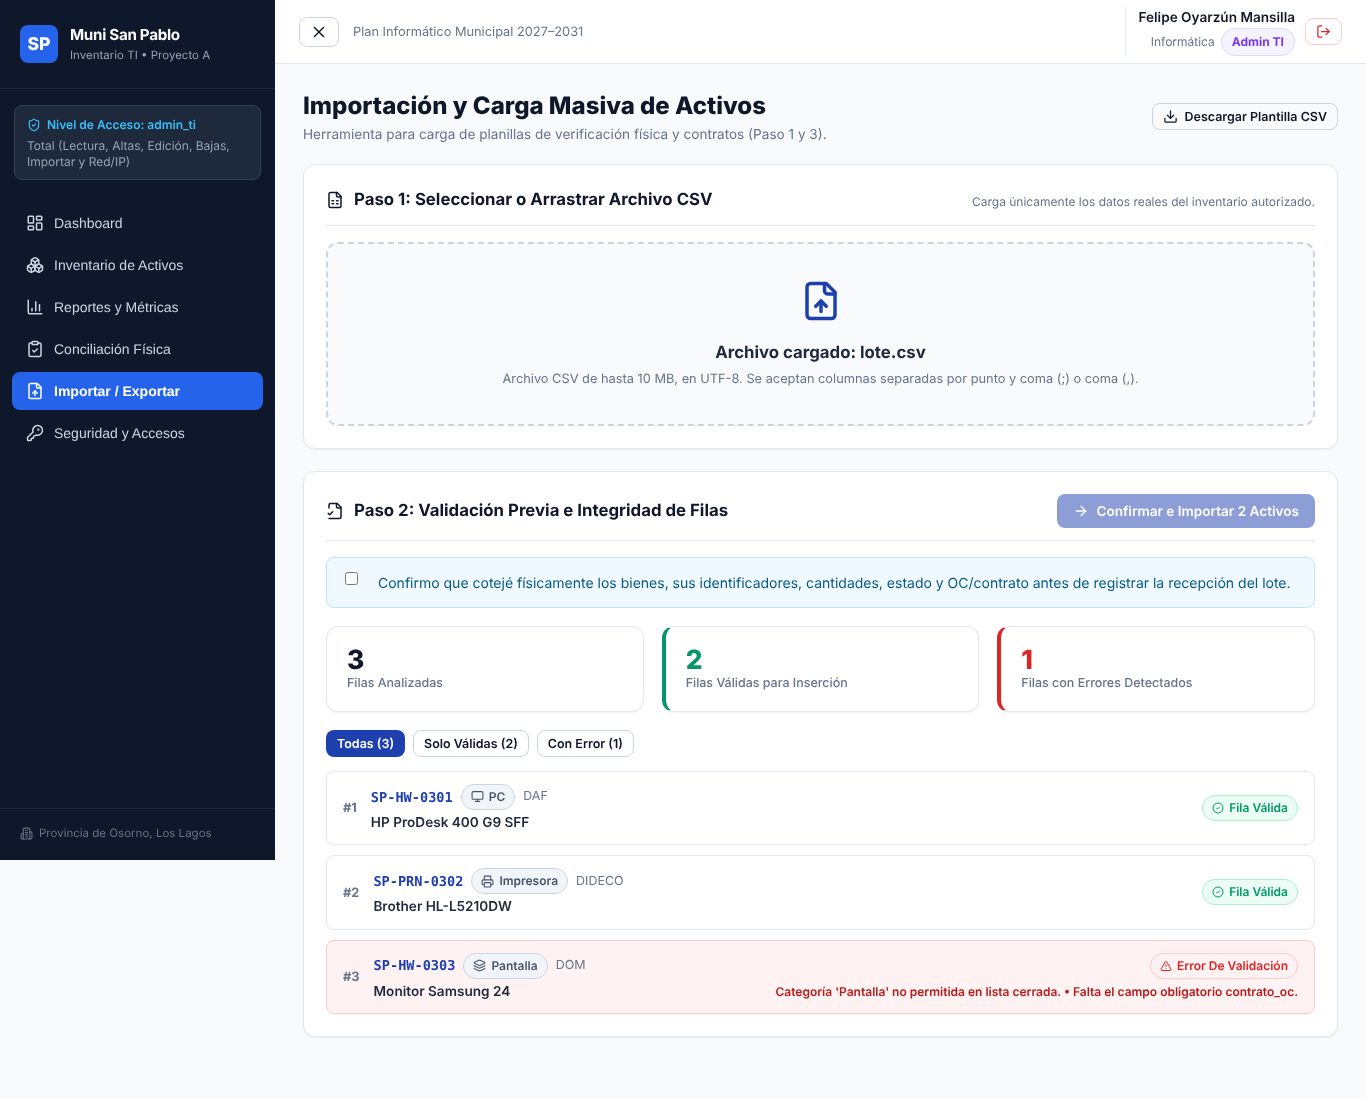 SP
Muni San Pablo
Inventario TI • Proyecto A
Nivel de Acceso: admin_ti
Total (Lectura, Altas, Edición, Bajas,
Importar y Red/IP)
Dashboard
Inventario de Activos
Reportes y Métricas
Conciliación Física
Importar / Exportar
Seguridad y Accesos
Provincia de Osorno, Los Lagos
Plan Informático Municipal 2027–2031
Felipe Oyarzún Mansilla
Informática Admin TI
Importación y Carga Masiva de Activos
Herramienta para carga de planillas de verificación física y contratos (Paso 1 y 3).
Descargar Plantilla CSV
Paso 1: Seleccionar o Arrastrar Archivo CSV
Carga únicamente los datos reales del inventario autorizado.
Archivo cargado: lote.csv
Archivo CSV de hasta 10 MB, en UTF-8. Se aceptan columnas separadas por punto y coma (;) o coma (,).
Paso 2: Validación Previa e Integridad de Filas
Confirmar e Importar 2 Activos
Confirmo que cotejé físicamente los bienes, sus identificadores, cantidades, estado y OC/contrato antes de registrar la recepción del lote.
3
Filas Analizadas
2
Filas Válidas para Inserción
1
Filas con Errores Detectados
Todas (3)
Solo Válidas (2)
Con Error (1)
#1
SP-HW-0301 PC DAF
HP ProDesk 400 G9 SFF
Fila Válida
#2
SP-PRN-0302 Impresora DIDECO
Brother HL-L5210DW
Fila Válida
#3
SP-HW-0303 Pantalla DOM
Monitor Samsung 24
Error De Validación
Categoría 'Pantalla' no permitida en lista cerrada. • Falta el campo obligatorio contrato_oc.